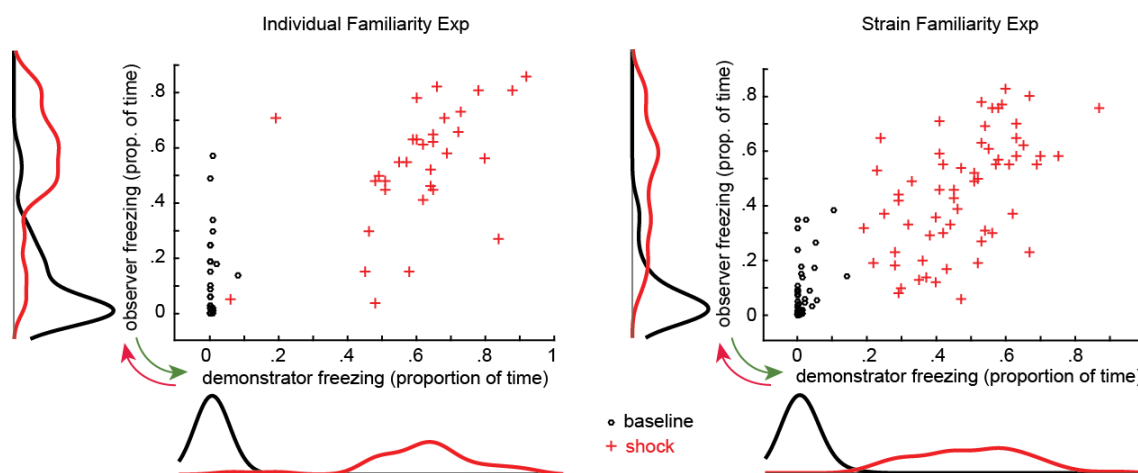 Individual Familiarity Exp
observer freezing (prop. of time)
.8
.6
.4
.2
0
0 .2 .4 .6 .8 1
demonstrator freezing (proportion of time)
Strain Familiarity Exp
observer freezing (prop. of time)
.8
.6
.4
.2
0
0 .2 .4 .6 .8
demonstrator freezing (proportion of time)
baseline
shock